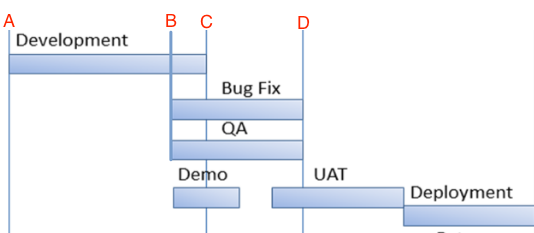 A B C D
Development
Bug Fix
QA
Demo UAT
Deployment